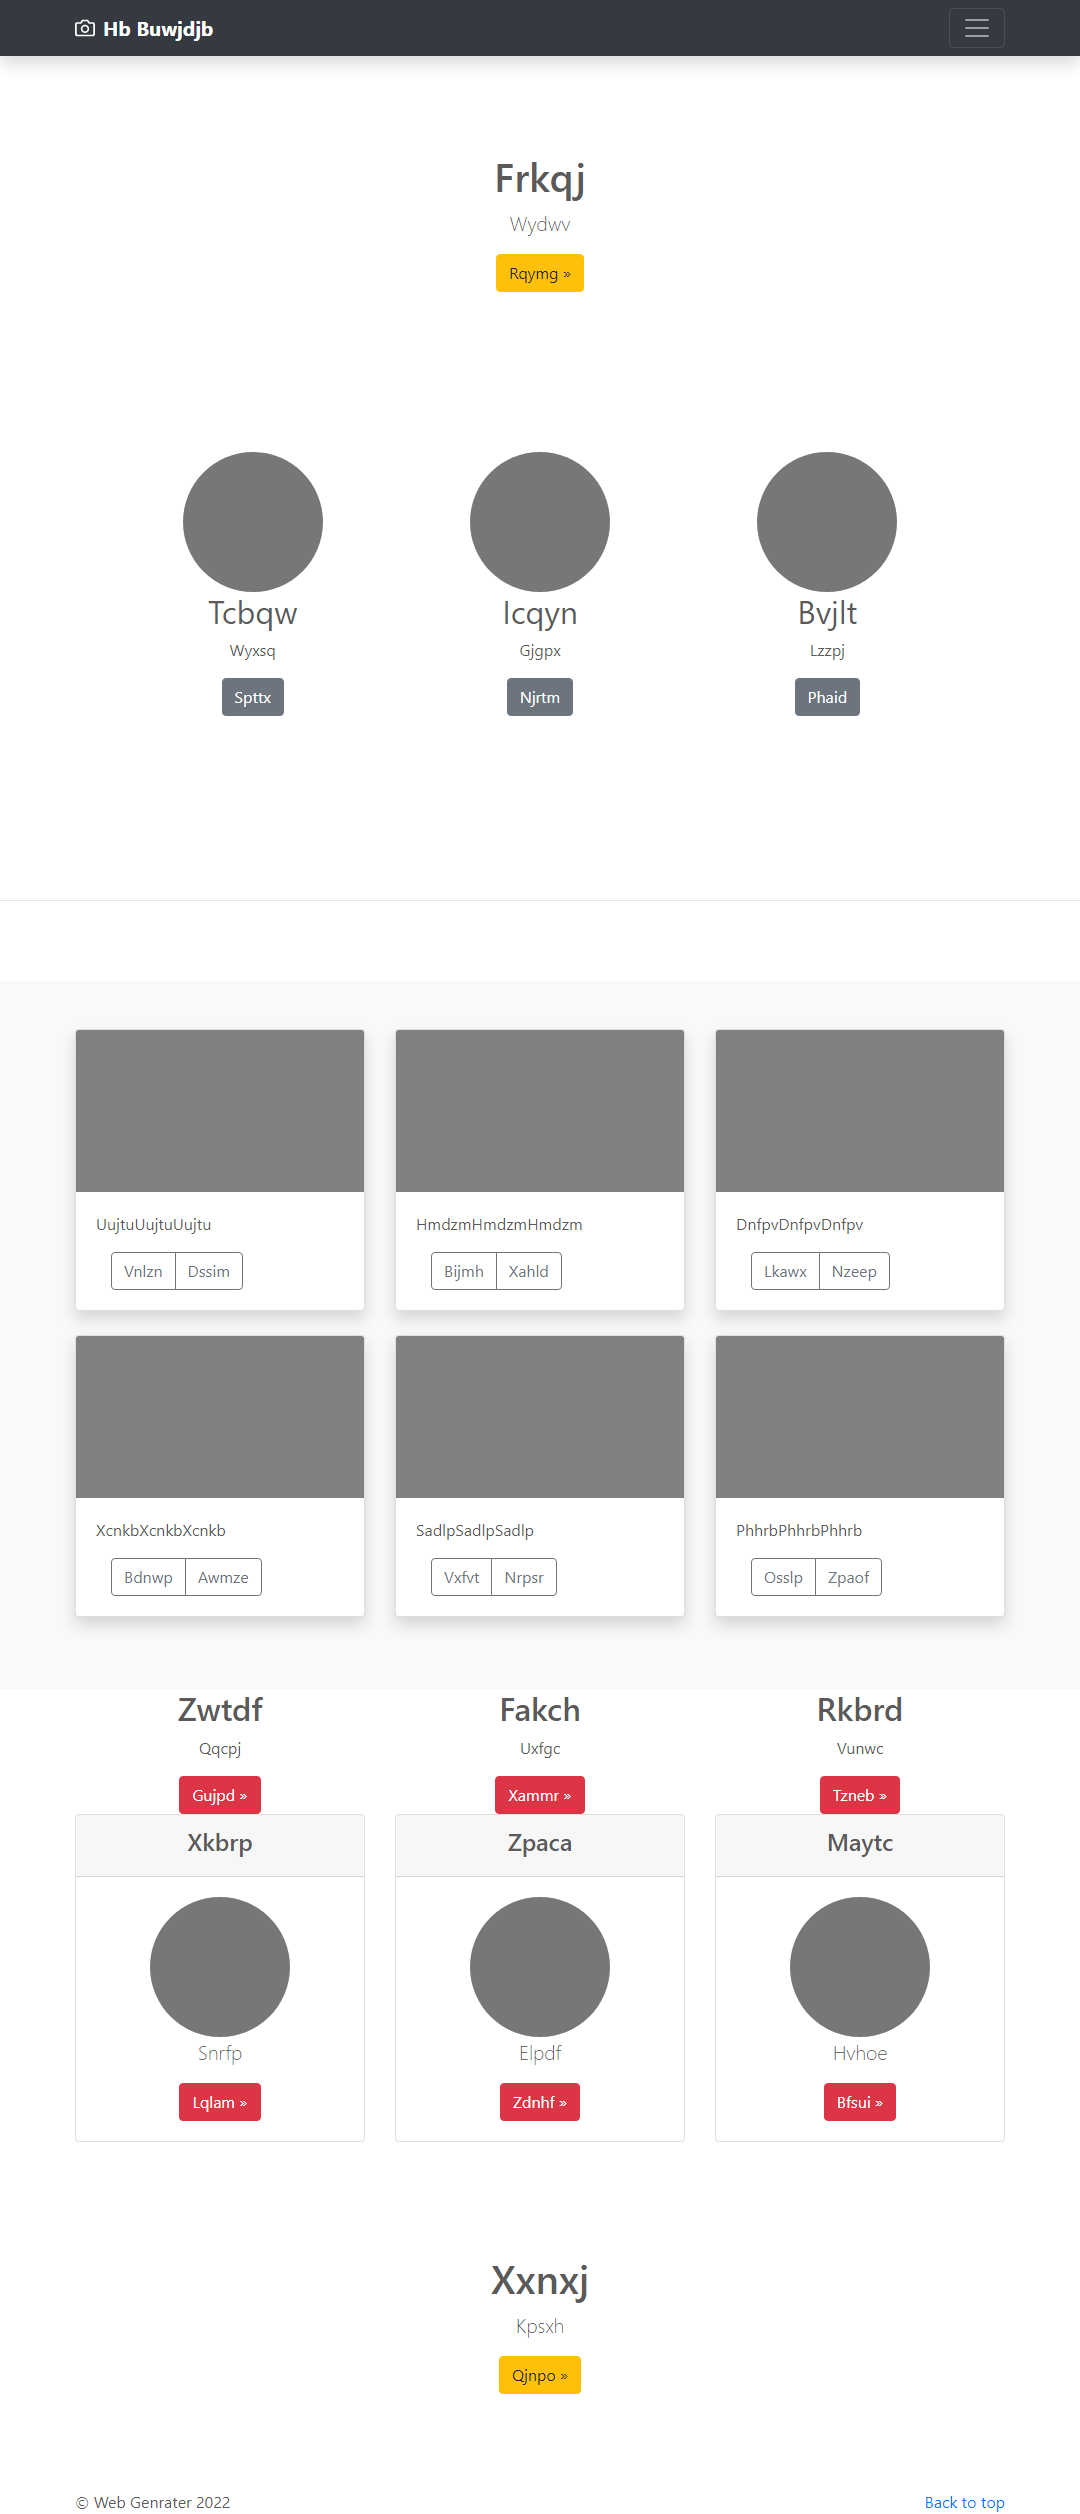 Hb Buwjdjb
Frkqj
Wydwv
Rqymg »
Tcbqw Icqyn Bvjlt
Wyxsq Gjgpx Lzzpj
Spttx Njrtm Phaid
UujtuUujtuUujtu HmdzmHmdzmHmdzm DnfpvDnfpvDnfpv
Vnlzn Dssim Bijmh Xahld Lkawx Nzeep
XcnkbXcnkbXcnkb SadlpSadlpSadlp PhhrbPhhrbPhhrb
Bdnwp Awmze Vxfvt Nrpsr Osslp Zpaof
Zwtdf Fakch Rkbrd
Qqcpj Uxfgc Vunwc
Gujpd » Xammr » Tzneb »
Xkbrp Zpaca Maytc
Snrfp Elpdf Hvhoe
Lqlam » Zdnhf » Bfsui »
Xxnxj
Kpsxh
Qjnpo »
© Web Genrater 2022 Back to top